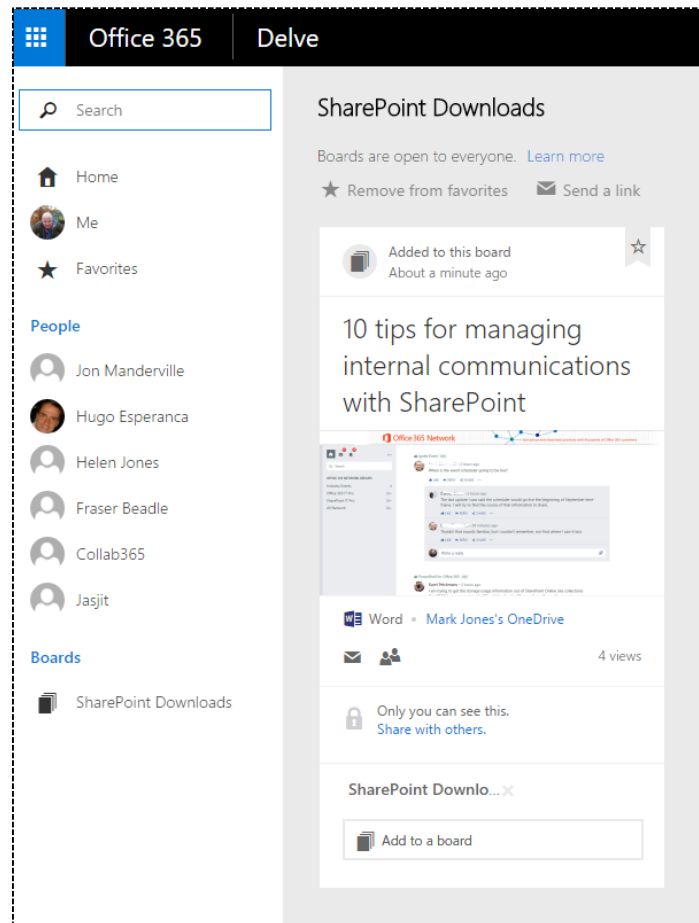 Office 365
Delve
Search
Home
Me
Favorites
People
Jon Manderville
Hugo Esperanca
Helen Jones
Fraser Beadle
Collab365
Jasjit
Boards
SharePoint Downloads
SharePoint Downloads
Boards are open to everyone. Learn more
Remove from favorites Send a link
Added to this board
About a minute ago
10 tips for managing
internal communications
with SharePoint
Office 365 Network
Word • Mark Jones's OneDrive
4 views
Only you can see this.
Share with others.
SharePoint Downlo...
Add to a board